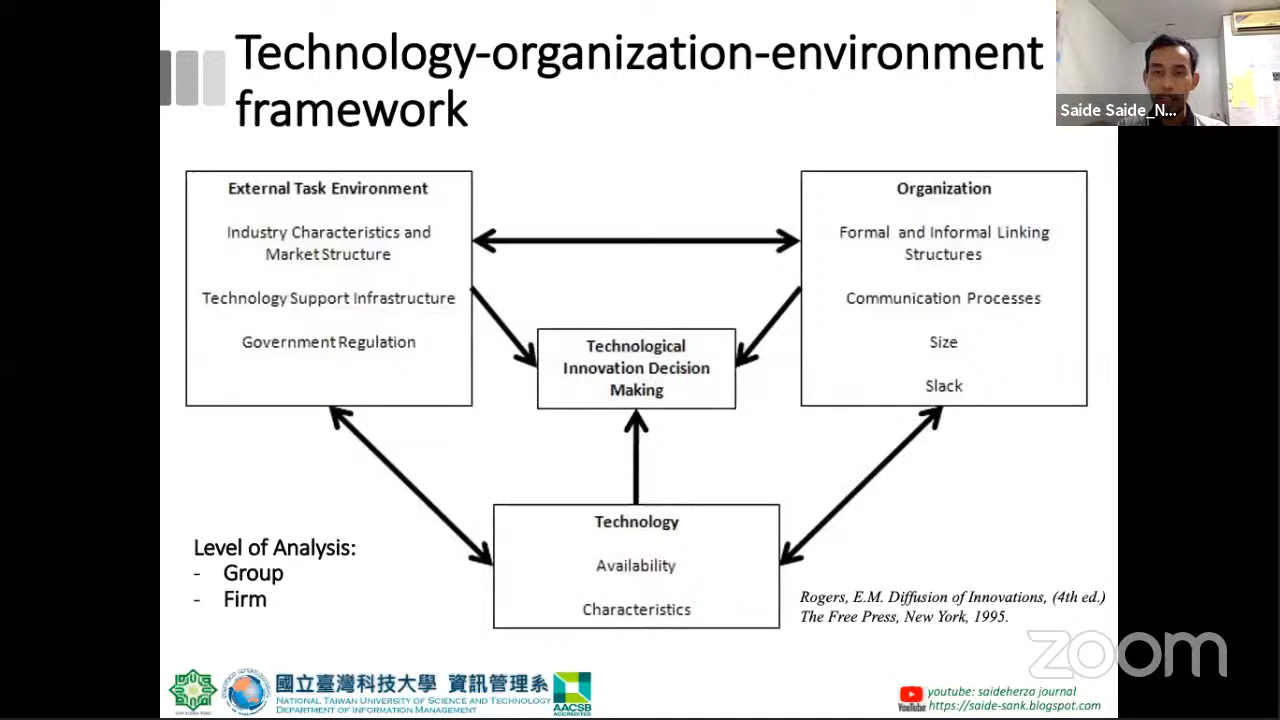 Technology-organization-environment
framework
Saide Saide_N...
External Task Environment
Industry Characteristics and
Market Structure
Technology Support Infrastructure
Government Regulation
Organization
Formal and Informal Linking
Structures
Communication Processes
Size
Slack
Technological
Innovation Decision
Making
Technology
Availability
Characteristics
Level of Analysis:
- Group
- Firm
Rogers, E.M. Diffusion of Innovations, (4th ed.)
The Free Press, New York, 1995.
zoom
國立臺灣科技大學 資訊管理系
NATIONAL TAIWAN UNIVERSITY OF SCIENCE AND TECHNOLOGY
DEPARTMENT OF INFORMATION MANAGEMENT
AACSB
ACCREDITED
YouTube
youtube: saideherza journal
https://saide-sank.blogspot.com